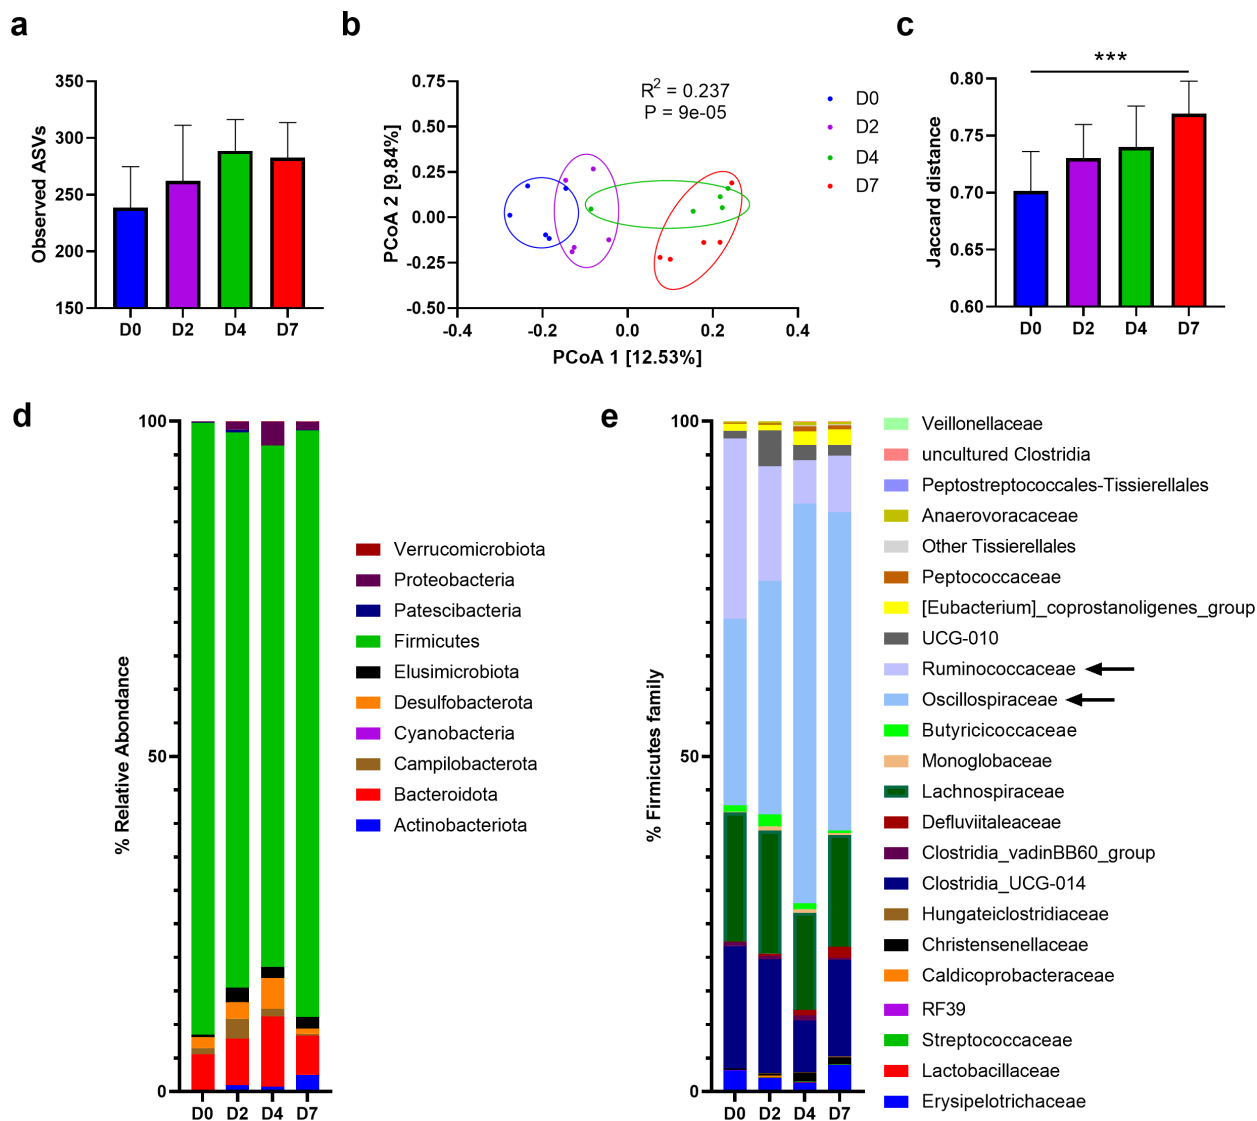 a
b
c
350
300
250
200
150
Observed ASVs
D0
D2
D4
D7
0.75
0.50
0.25
0.00
-0.25
-0.50
PCoA 2 [9.84%]
R2 = 0.237
P = 9e-05
-0.4
-0.2
0.0
0.2
0.4
PCoA 1 [12.53%]
D0
D2
D4
D7
***
0.80
0.75
0.70
0.65
0.60
Jaccard distance
D0
D2
D4
D7
d
e
100
50
0
% Relative Abondance
D0
D2
D4
D7
Verrucomicrobiota
Proteobacteria
Patescibacteria
Firmicutes
Elusimicrobiota
Desulfobacterota
Cyanobacteria
Campilobacterota
Bacteroidota
Actinobacteriota
100
50
0
% Firmicutes family
D0
D2
D4
D7
Veillonellaceae
uncultured Clostridia
Peptostreptococcales-Tissierellales
Anaerovoracaceae
Other Tissierellales
Peptococcaceae
[Eubacterium]_coprostanoligenes_group
UCG-010
Ruminococcaceae
Oscillospiraceae
Butyricicoccaceae
Monoglobaceae
Lachnospiraceae
Defluviitaleaceae
Clostridia_vadinBB60_group
Clostridia_UCG-014
Hungateiclostridiaceae
Christensenellaceae
Caldicoprobacteraceae
RF39
Streptococcaceae
Lactobacillaceae
Erysipelotrichaceae